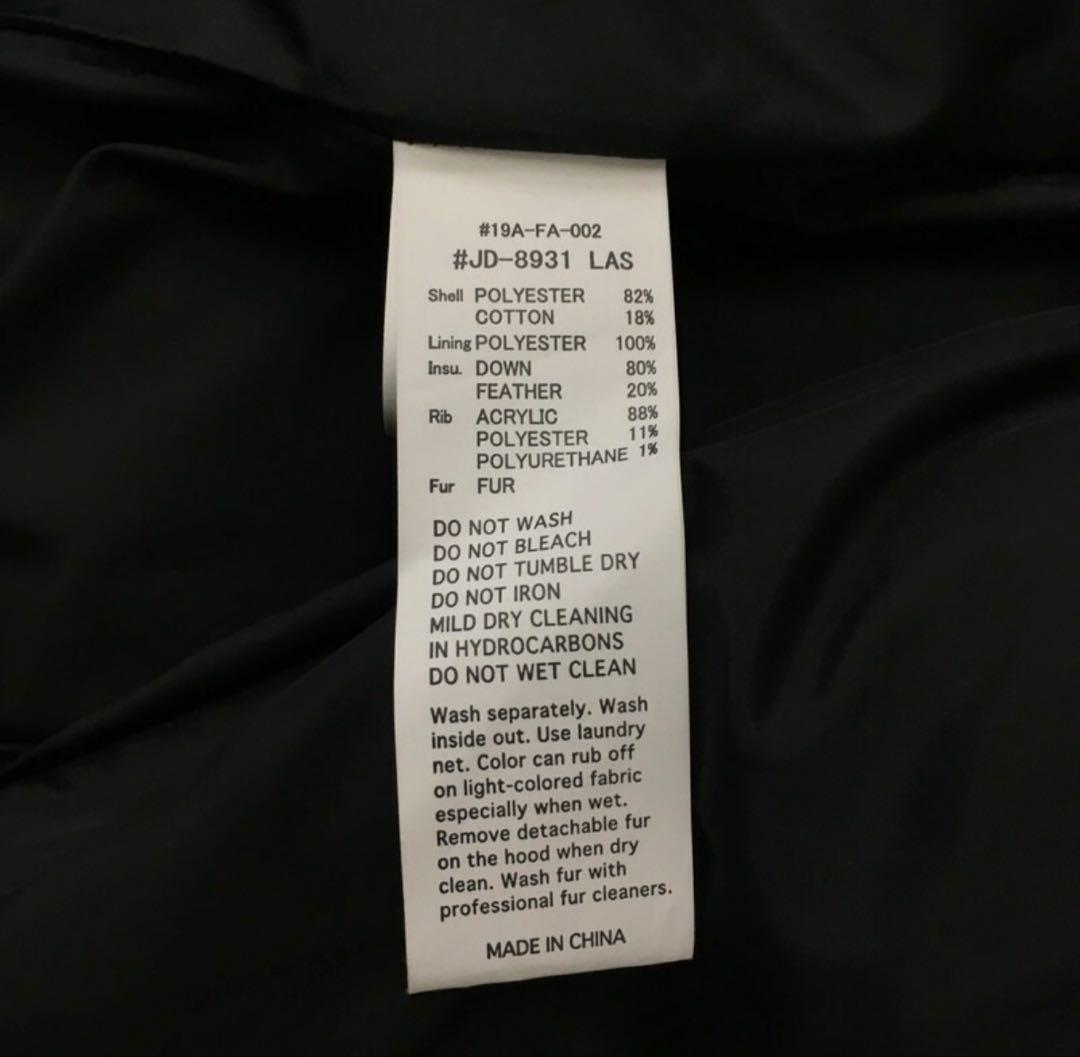 #19A-FA-002
#JD-8931 LAS
Shell POLYESTER 82%
COTTON 18%
Lining POLYESTER 100%
Insu. DOWN 80%
FEATHER 20%
Rib ACRYLIC 88%
POLYESTER 11%
POLYURETHANE 1%
Fur FUR
DO NOT WASH
DO NOT BLEACH
DO NOT TUMBLE DRY
DO NOT IRON
MILD DRY CLEANING
IN HYDROCARBONS
DO NOT WET CLEAN
Wash separately. Wash
inside out. Use laundry
net. Color can rub off
on light-colored fabric
especially when wet.
Remove detachable fur
on the hood when dry
clean. Wash fur with
professional fur cleaners.
MADE IN CHINA